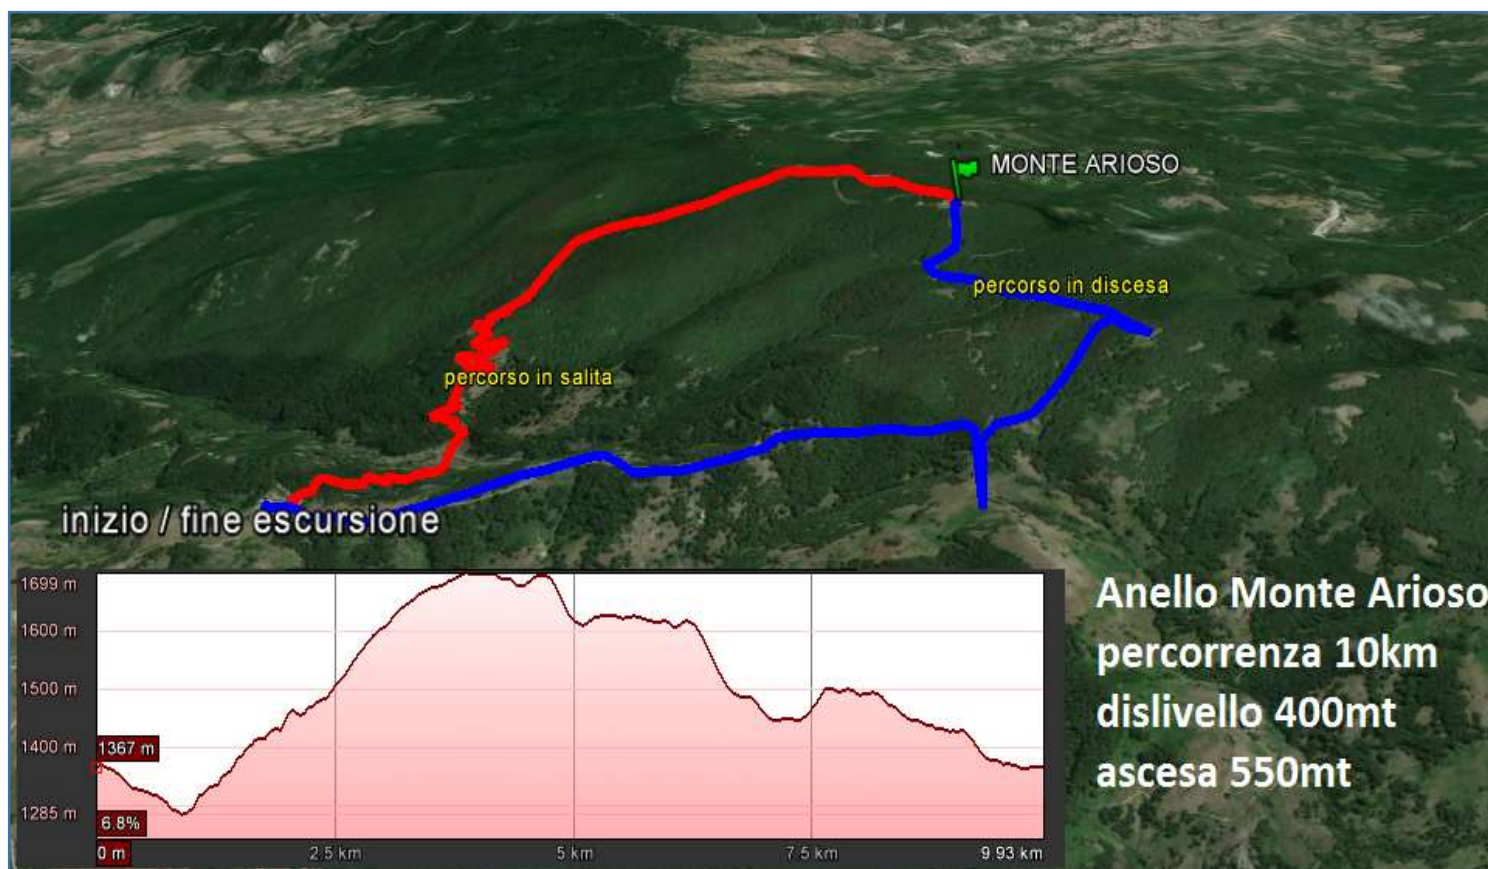 MONTE ARIOSO
percorso in discesa
percorso in salita
inizio / fine escursione
1699 m
1600 m
1500 m
1400 m
1285 m
1367 m
6.8%
0 m
2.5 km
5 km
7.5 km
9.93 km
Anello Monte Arioso
percorrenza 10km
dislivello 400mt
ascesa 550mt